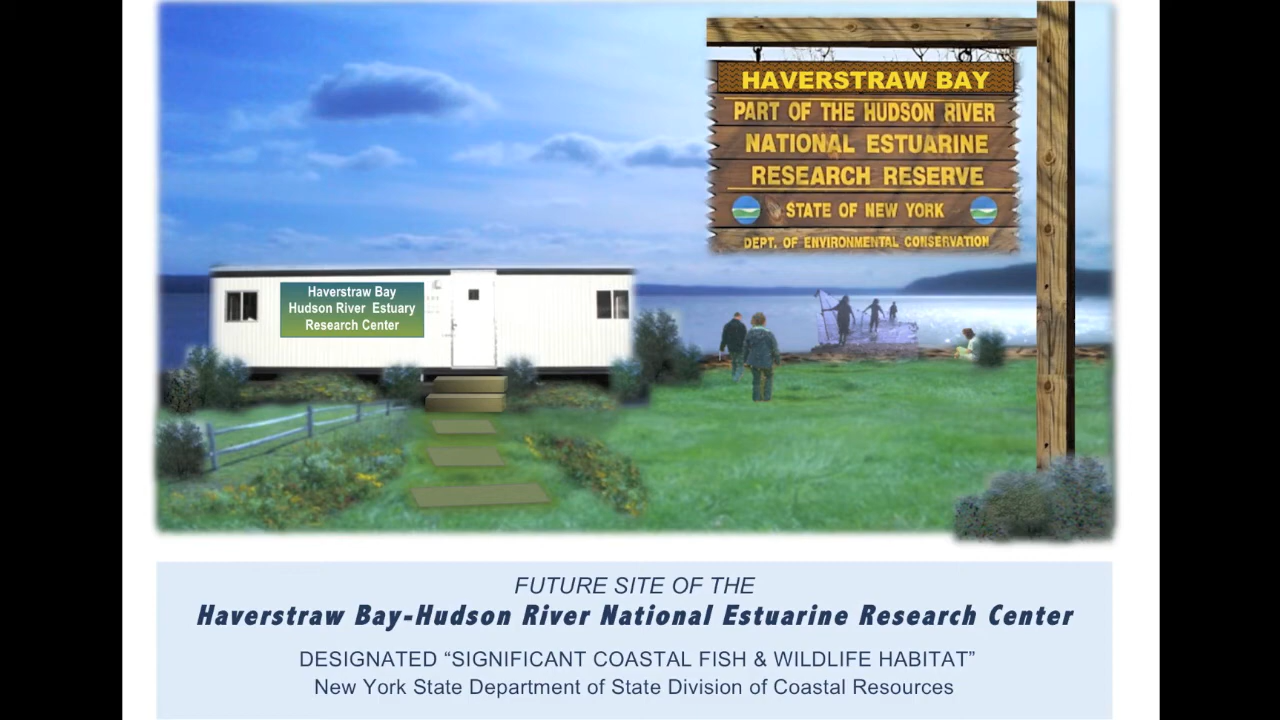 HAVERSTRAW BAY
PART OF THE HUDSON RIVER
NATIONAL ESTUARINE
RESEARCH RESERVE
STATE OF NEW YORK
DEPT. OF ENVIRONMENTAL CONSERVATION
Haverstraw Bay
Hudson River Estuary
Research Center
FUTURE SITE OF THE
Haverstraw Bay-Hudson River National Estuarine Research Center
DESIGNATED “SIGNIFICANT COASTAL FISH & WILDLIFE HABITAT”
New York State Department of State Division of Coastal Resources